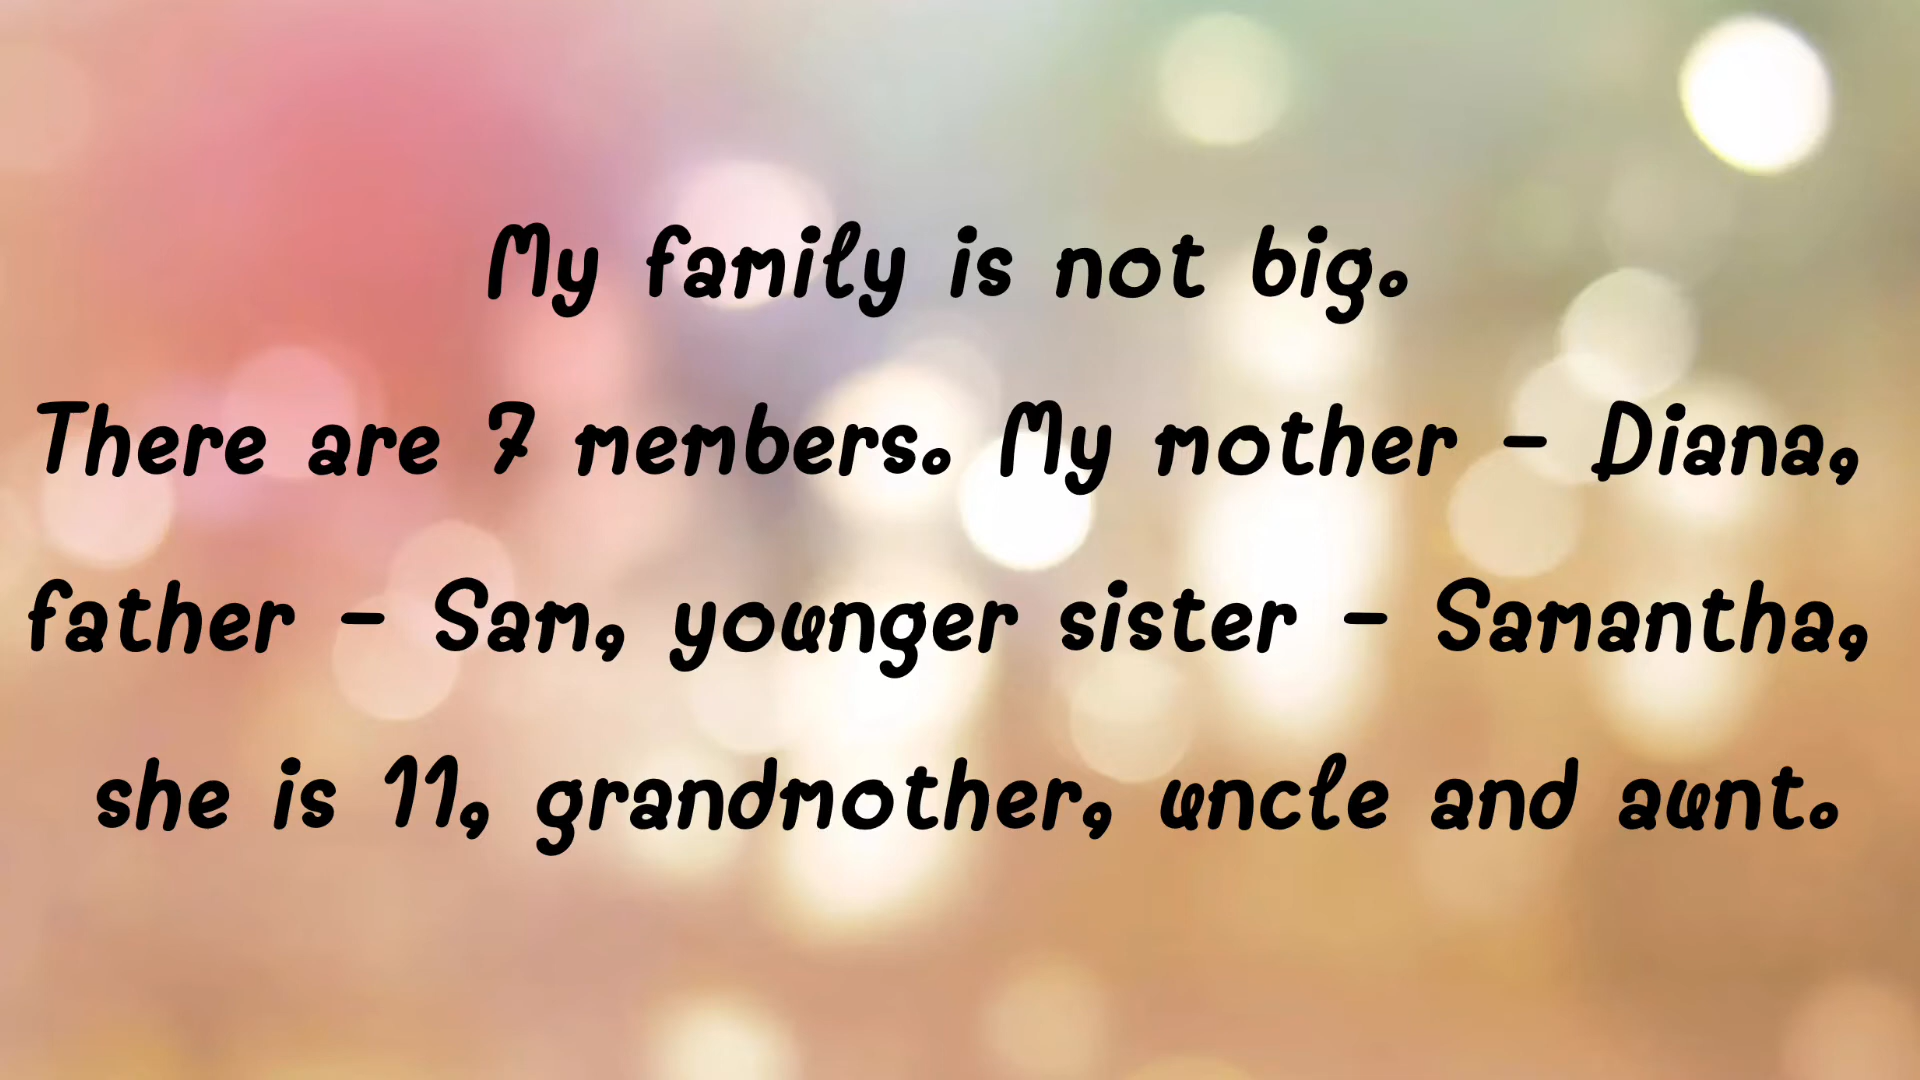 My family is not big.
There are 7 members. My mother - Diana,
father - Sam, younger sister - Samantha,
she is 11, grandmother, uncle and aunt.